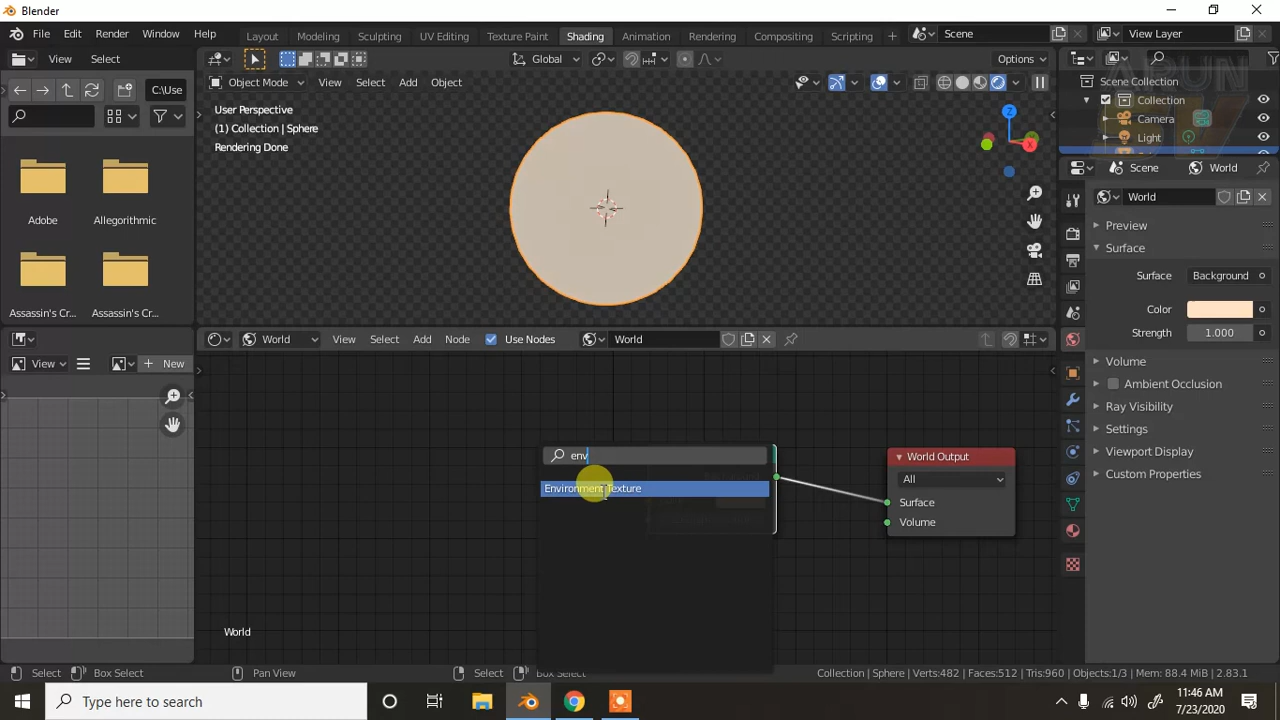 Blender
File Edit Render Window Help
Layout Modeling Sculpting UV Editing Texture Paint Shading Animation Rendering Compositing Scripting
Scene View Layer
View Select
Global
Options
C:\Use
Object Mode View Select Add Object
Scene Collection
Collection
Camera
Light
User Perspective
(1) Collection | Sphere
Rendering Done
Adobe
Allegorithmic
Assassin's Cr...
Assassin's Cr...
Scene World
World
Preview
Surface
Surface Background
Color
Strength 1.000
Volume
Ambient Occlusion
Ray Visibility
Settings
Viewport Display
Custom Properties
World View Select Add Node Use Nodes World
View New
env
Environment Texture
World Output
All
Surface
Volume
World
Select Box Select Pan View Select Box Select
Collection | Sphere | Verts:482 | Faces:512 | Tris:960 | Objects:1/3 | Mem: 88.4 MiB | 2.83.1
Type here to search
11:46 AM
7/23/2020